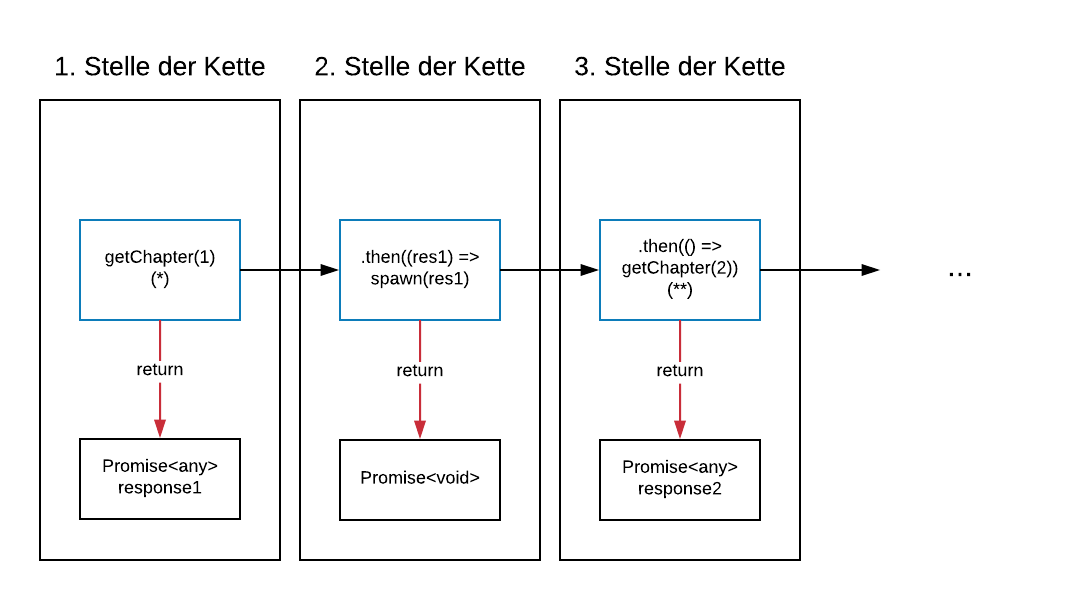 1. Stelle der Kette
2. Stelle der Kette
3. Stelle der Kette
getChapter(1)
(*)
.then((res1) =>
spawn(res1)
.then(() =>
getChapter(2))
(**)
...
return
return
return
Promise<any>
response1
Promise<void>
Promise<any>
response2